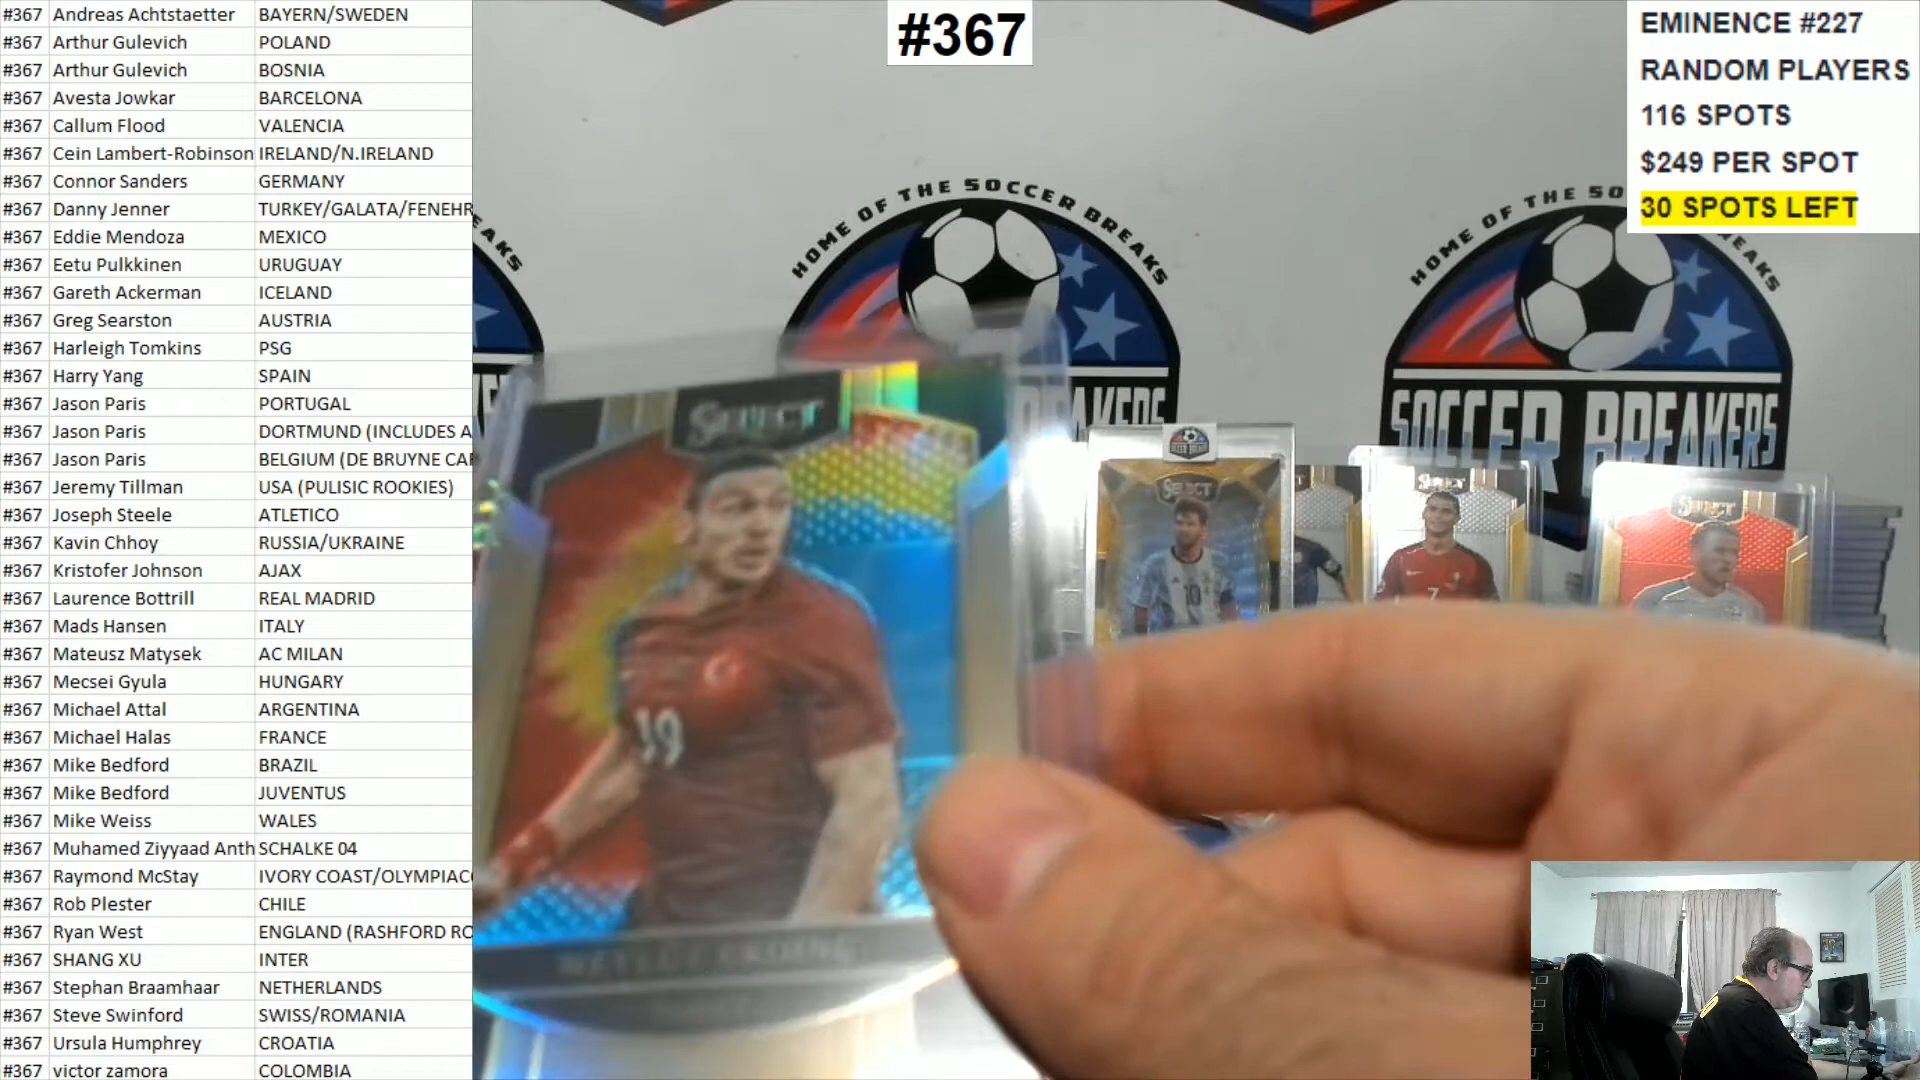 #367 Andreas Achtstaetter BAYERN/SWEDEN
#367 Arthur Gulevich POLAND
#367 Arthur Gulevich BOSNIA
#367 Avesta Jowkar BARCELONA
#367 Callum Flood VALENCIA
#367 Cein Lambert-Robinson IRELAND/N.IRELAND
#367 Connor Sanders GERMANY
#367 Danny Jenner TURKEY/GALATA/FENEHR
#367 Eddie Mendoza MEXICO
#367 Eetu Pulkkinen URUGUAY
#367 Gareth Ackerman ICELAND
#367 Greg Searston AUSTRIA
#367 Harleigh Tomkins PSG
#367 Harry Yang SPAIN
#367 Jason Paris PORTUGAL
#367 Jason Paris DORTMUND (INCLUDES A
#367 Jason Paris BELGIUM (DE BRUYNE CA
#367 Jeremy Tillman USA (PULISIC ROOKIES)
#367 Joseph Steele ATLETICO
#367 Kavin Chhoy RUSSIA/UKRAINE
#367 Kristofer Johnson AJAX
#367 Laurence Bottrill REAL MADRID
#367 Mads Hansen ITALY
#367 Mateusz Matysek AC MILAN
#367 Mecsei Gyula HUNGARY
#367 Michael Attal ARGENTINA
#367 Michael Halas FRANCE
#367 Mike Bedford BRAZIL
#367 Mike Bedford JUVENTUS
#367 Mike Weiss WALES
#367 Muhamed Ziyyaad Anth SCHALKE 04
#367 Raymond McStay IVORY COAST/OLYMPIAC
#367 Rob Plester CHILE
#367 Ryan West ENGLAND (RASHFORD RO
#367 SHANG XU INTER
#367 Stephan Braamhaar NETHERLANDS
#367 Steve Swinford SWISS/ROMANIA
#367 Ursula Humphrey CROATIA
#367 victor zamora COLOMBIA
#367
EMINENCE #227
RANDOM PLAYERS
116 SPOTS
$249 PER SPOT
30 SPOTS LEFT
EAKS
HOME OF THE SOCCER BREAKS
AKERS
HOME OF THE SO
REAKS
SOCCER BREAKERS
SELECT
19
SELECT
10
SELECT
7
SELECT